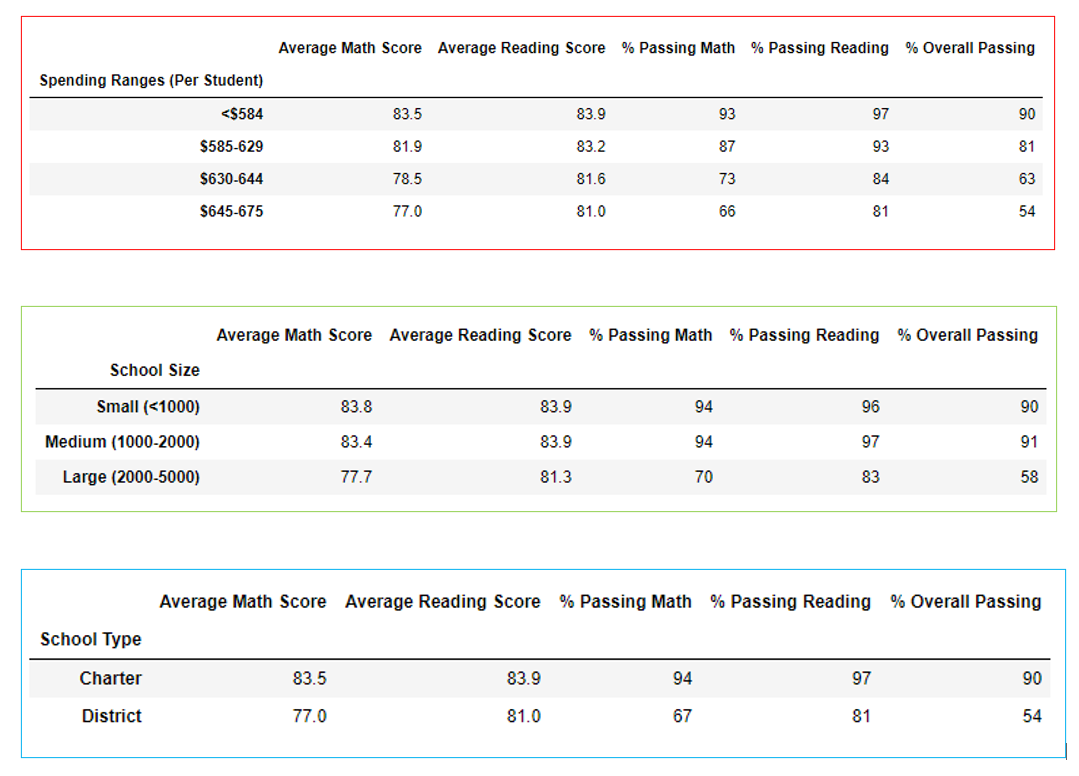 Average Math Score Average Reading Score % Passing Math % Passing Reading % Overall Passing
Spending Ranges (Per Student)
<$584 83.5 83.9 93 97 90
$585-629 81.9 83.2 87 93 81
$630-644 78.5 81.6 73 84 63
$645-675 77.0 81.0 66 81 54
Average Math Score Average Reading Score % Passing Math % Passing Reading % Overall Passing
School Size
Small (<1000) 83.8 83.9 94 96 90
Medium (1000-2000) 83.4 83.9 94 97 91
Large (2000-5000) 77.7 81.3 70 83 58
Average Math Score Average Reading Score % Passing Math % Passing Reading % Overall Passing
School Type
Charter 83.5 83.9 94 97 90
District 77.0 81.0 67 81 54